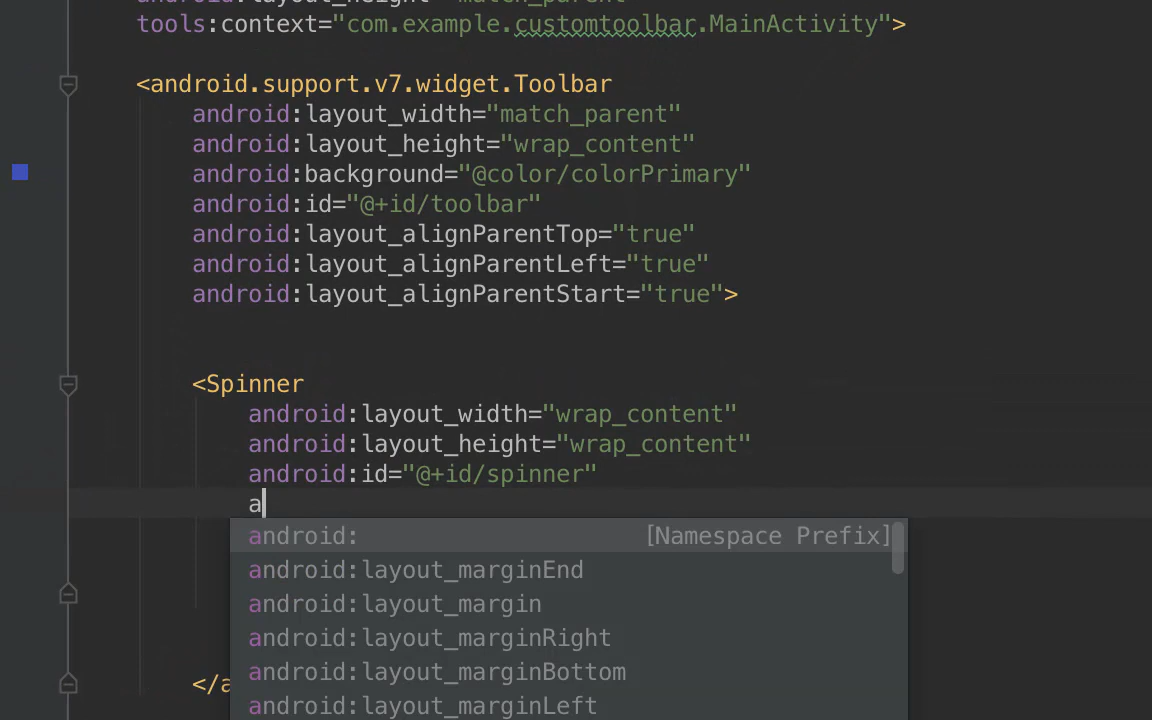 android:layout_height="match_parent"
tools:context="com.example.customtoolbar.MainActivity">
<android.support.v7.widget.Toolbar
android:layout_width="match_parent"
android:layout_height="wrap_content"
android:background="@color/colorPrimary"
android:id="@+id/toolbar"
android:layout_alignParentTop="true"
android:layout_alignParentLeft="true"
android:layout_alignParentStart="true">
<Spinner
android:layout_width="wrap_content"
android:layout_height="wrap_content"
android:id="@+id/spinner"
a
android: [Namespace Prefix]
android:layout_marginEnd
android:layout_margin
android:layout_marginRight
android:layout_marginBottom
android:layout_marginLeft
</a